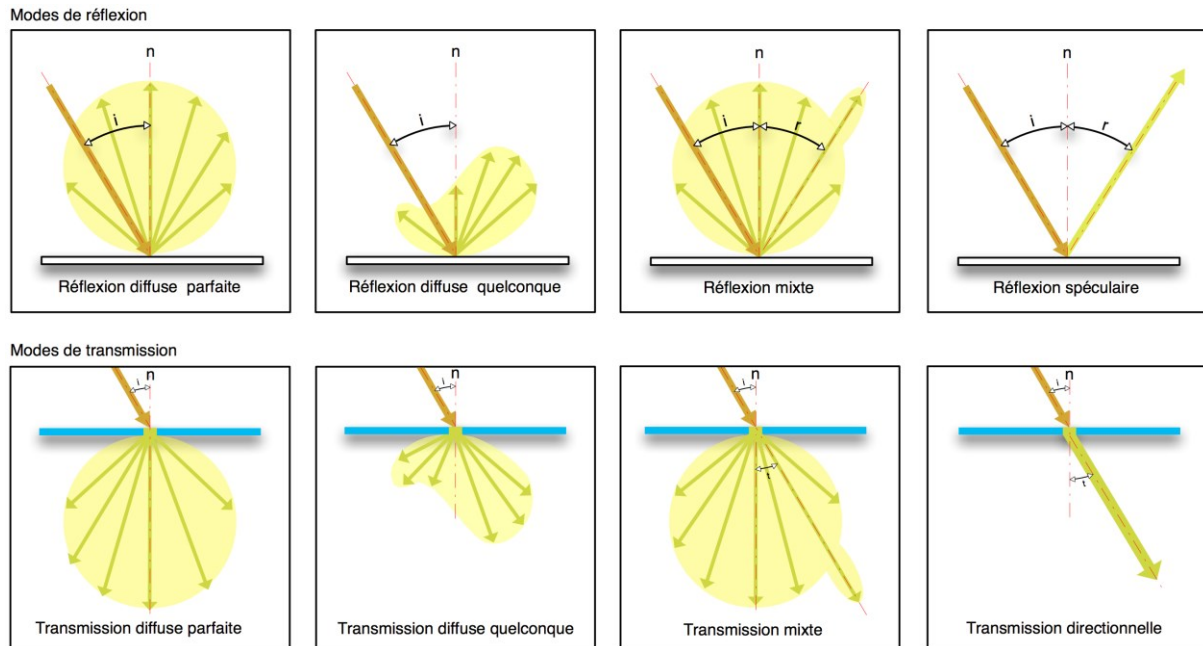 Modes de réflexion
n
i
Réflexion diffuse  parfaite
n
i
Réflexion diffuse  quelconque
n
i
r
Réflexion mixte
n
i
r
Réflexion spéculaire
Modes de transmission
n
i
Transmission diffuse parfaite
n
i
Transmission diffuse quelconque
n
i
t
Transmission mixte
n
i
t
Transmission directionnelle